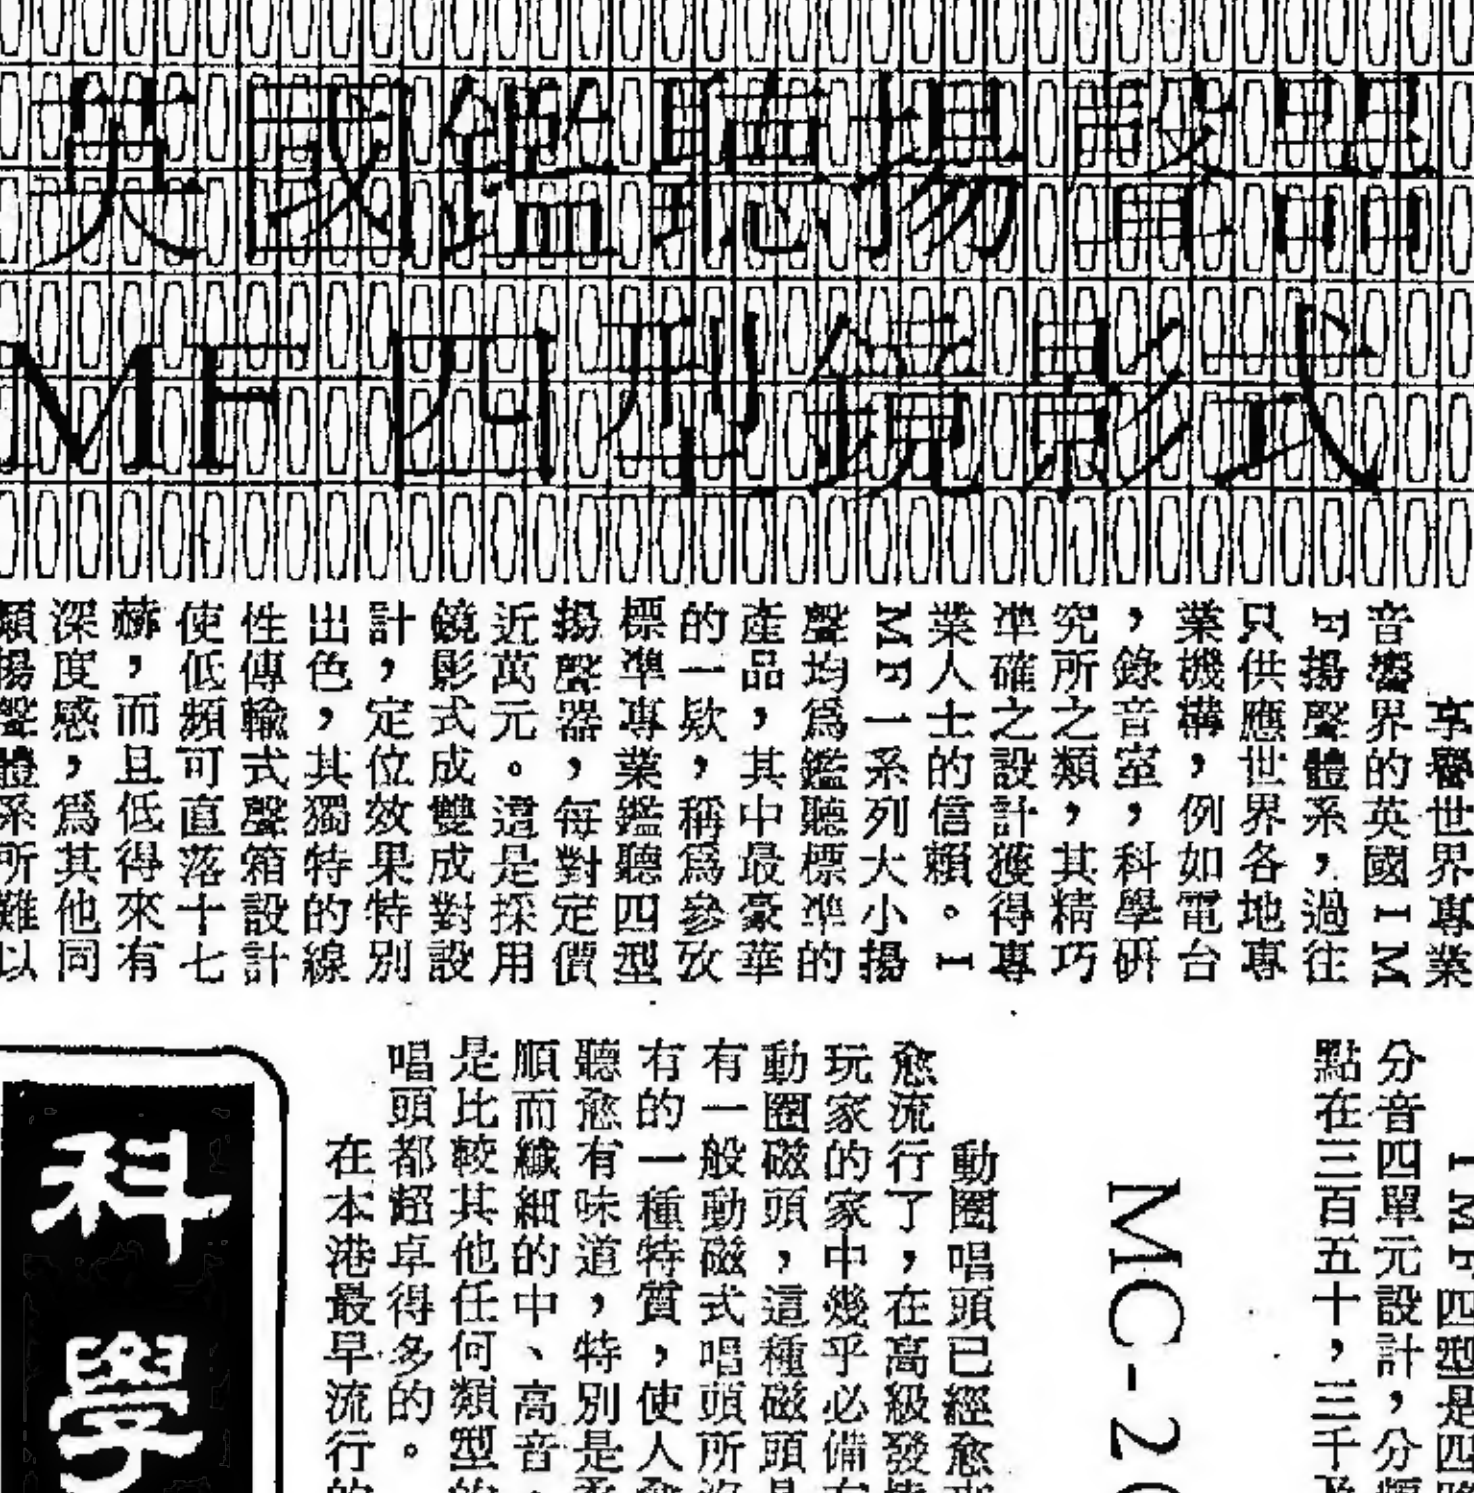 英國鑑聽揚聲器
MF 四型鏡影式
享譽世界專業
音響界的英國IM
F揚聲體系，過往
只供應世界各地專
業機構，例如電台
，錄音室，科學研
究所之類，其精巧
準確之設計獲得專
業人士的信賴。I
MF一系列大小揚
聲均爲鑑聽標準的
產品，其中最豪華
的一欵，稱爲參攷
標準專業鑑聽四型
揚聲器，每對定價
近萬元。這是採用
鏡影式成雙成對設
計，定位效果特別
出色，其獨特的線
性傳輸式聲箱設計
使低頻可直落十七
赫，而且低得來有
深度感，爲其他同
類揚聲體系所難以
IMF四型是四路
分音四單元設計，分頻
點在三百五十，三千及
MC-20
動圈唱頭已經愈來
愈流行了，在高級發燒
玩家的家中幾乎必備有
動圈磁頭，這種磁頭具
有一般動磁式唱頭所沒
有的一種特質，使人愈
聽愈有味道，特別是柔
順而纖細的中、高音，
是比較其他任何類型的
唱頭都超卓得多的。
在本港最早流行的
科學